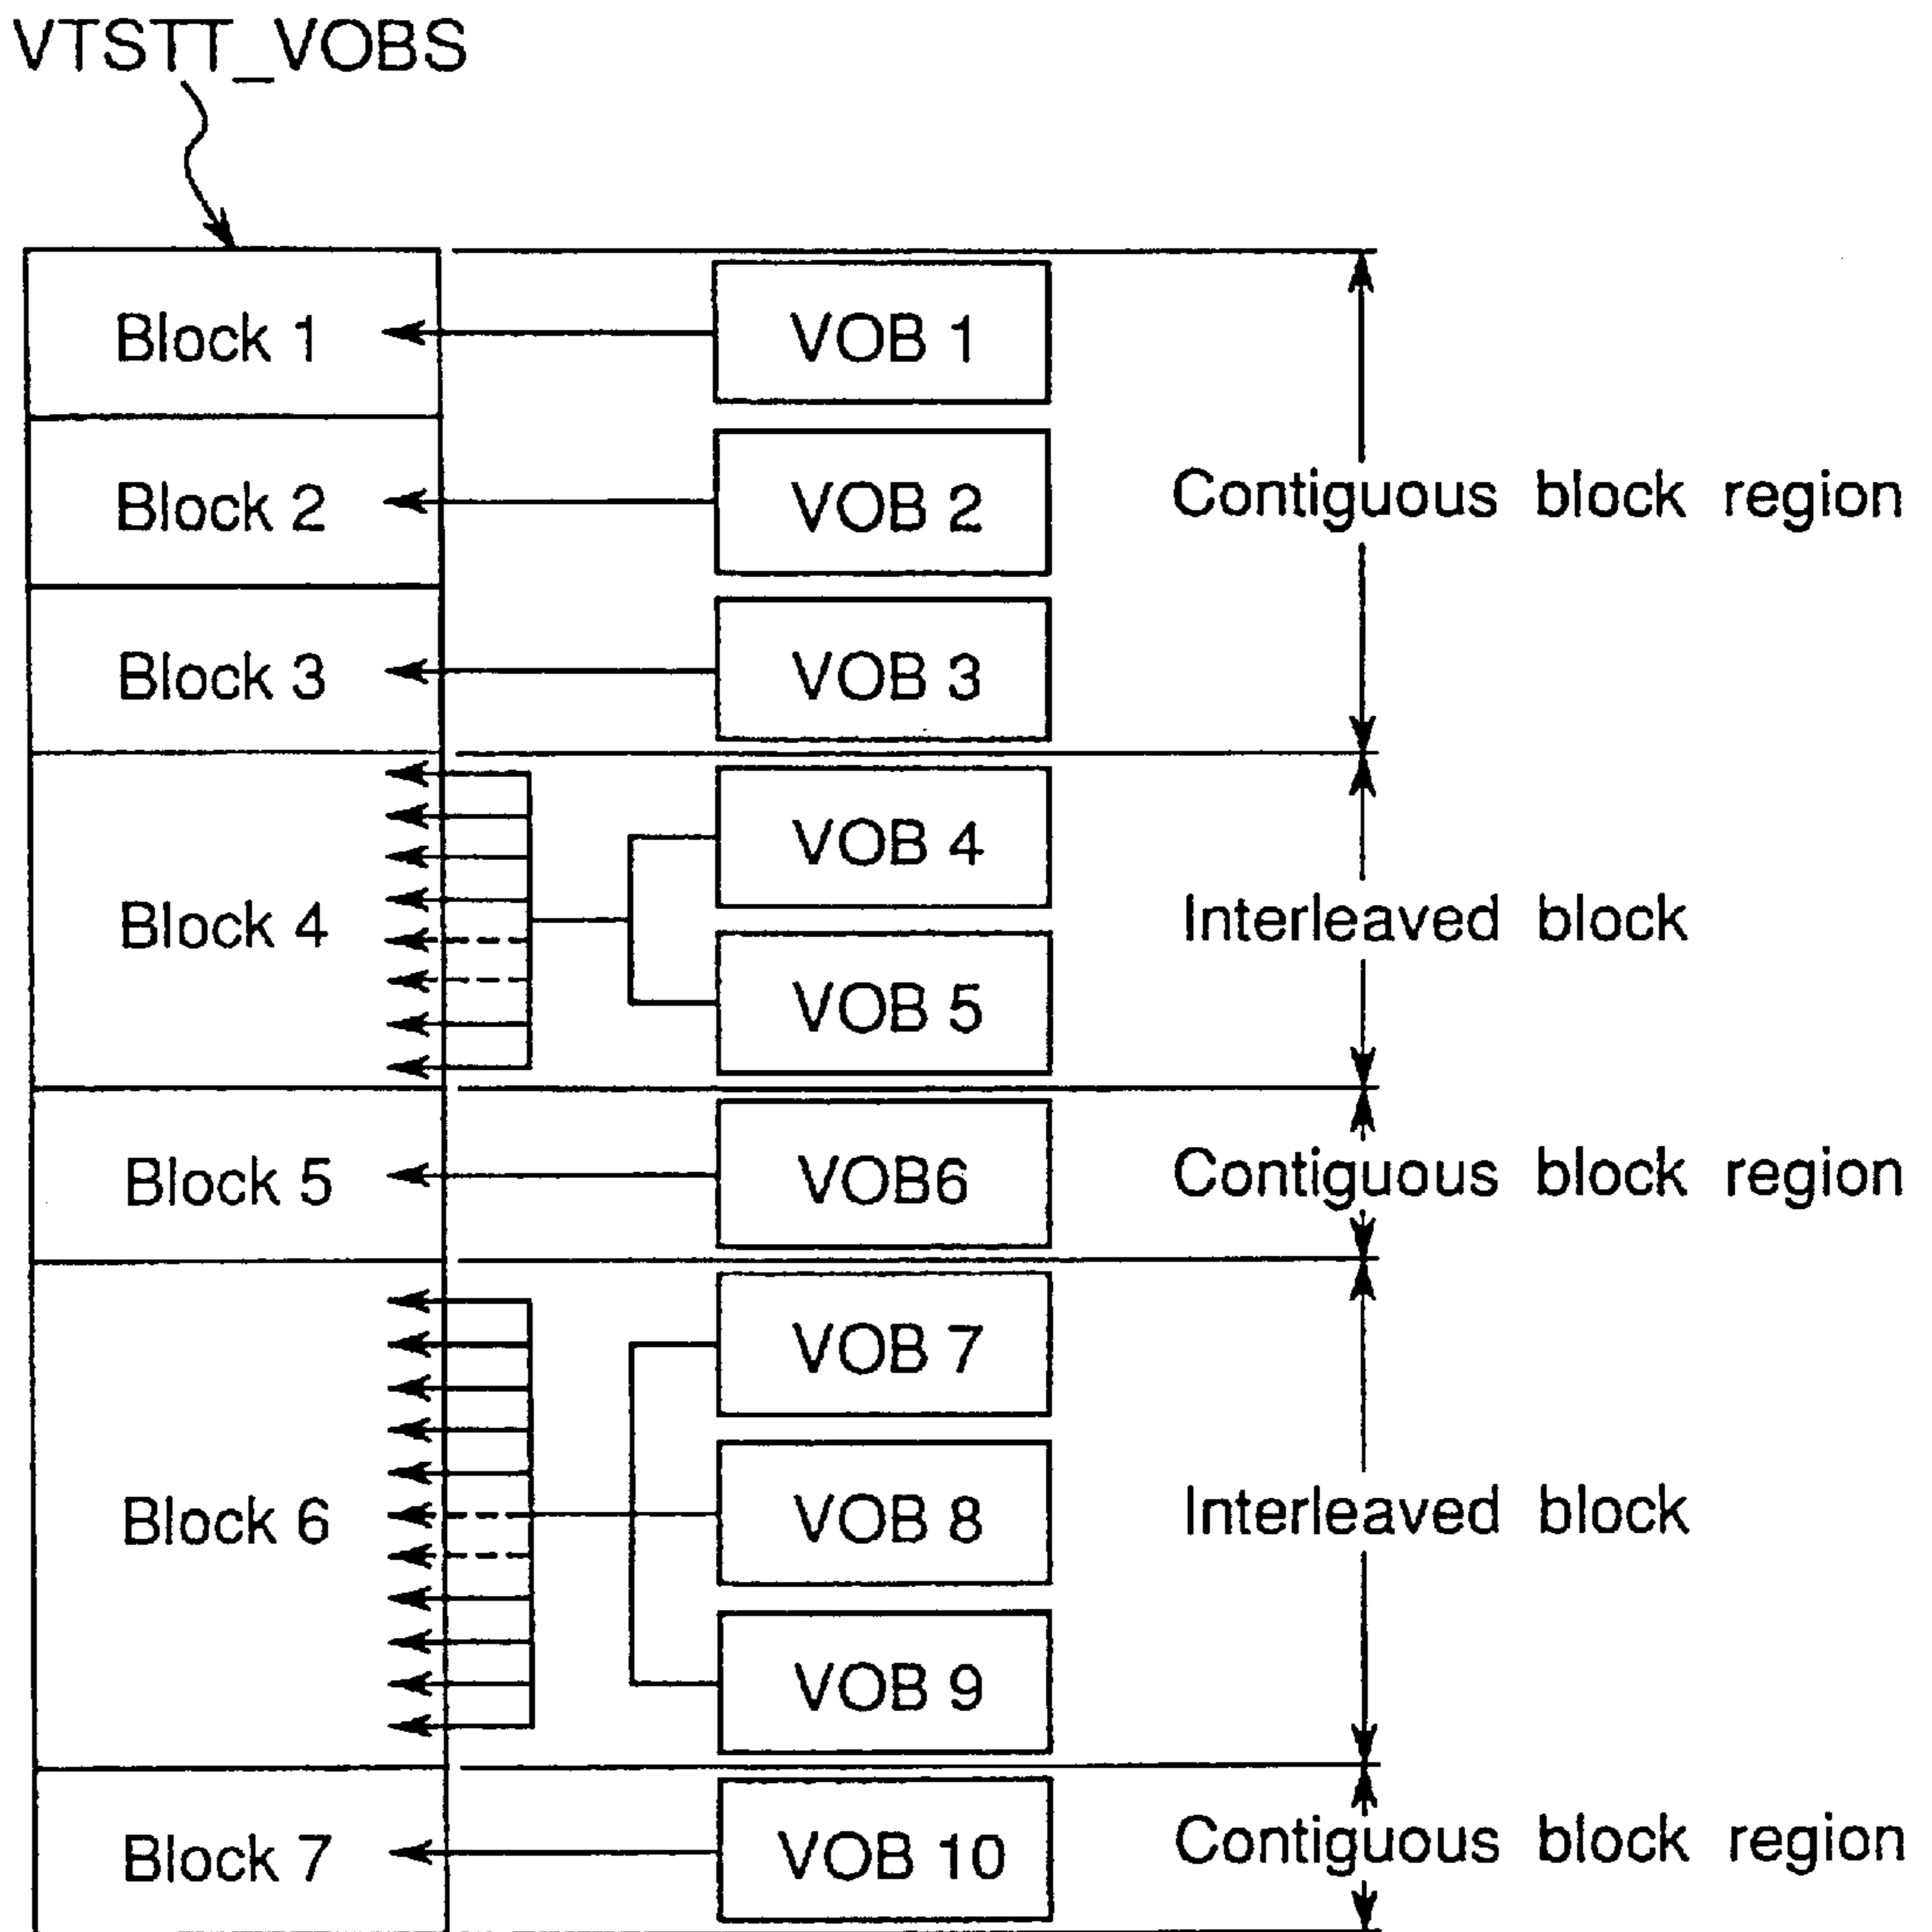 VTSTT_VOBS
Block 1
VOB 1
Block 2
VOB 2
Contiguous block region
Block 3
VOB 3
VOB 4
Block 4
Interleaved block
VOB 5
Block 5
VOB6
Contiguous block region
VOB 7
Block 6
VOB 8
Interleaved block
VOB 9
Block 7
VOB 10
Contiguous block region